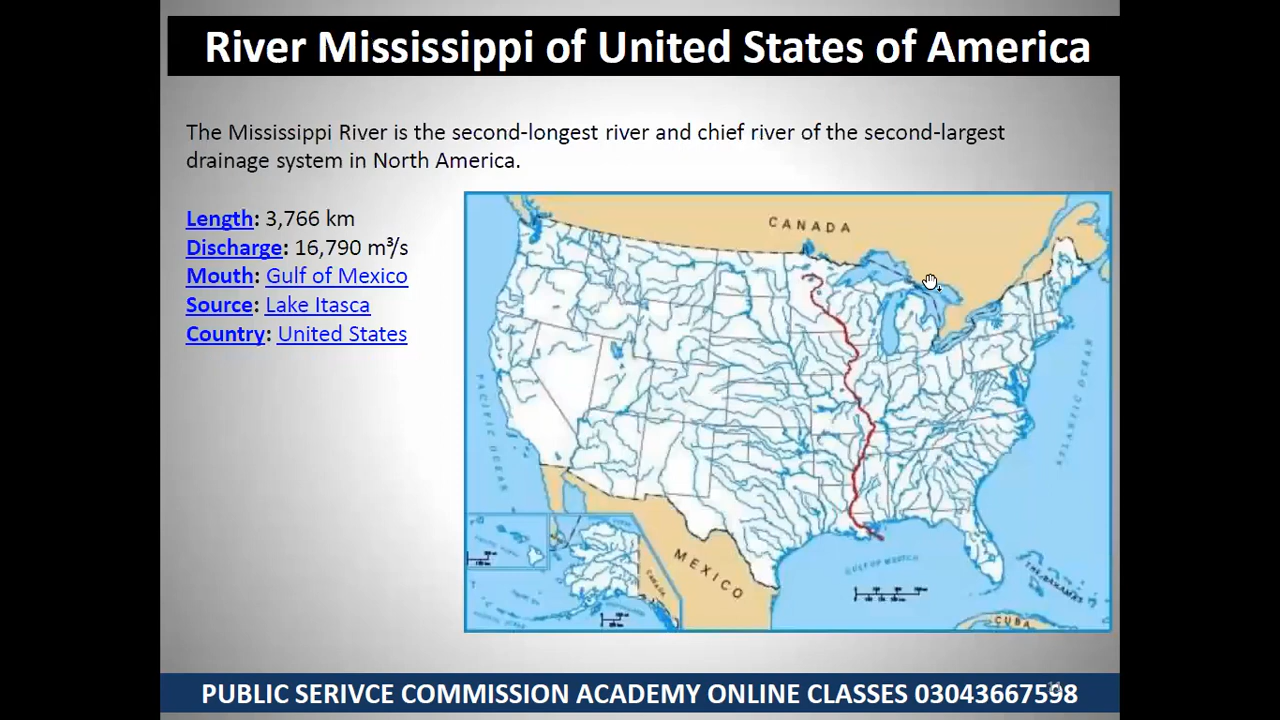 River Mississippi of United States of America
The Mississippi River is the second-longest river and chief river of the second-largest
drainage system in North America.
Length: 3,766 km
Discharge: 16,790 m³/s
Mouth: Gulf of Mexico
Source: Lake Itasca
Country: United States
CANADA
PACIFIC OCEAN
ATLANTIC OCEAN
MEXICO
GULF OF MEXICO
THE BAHAMAS
CUBA
CANADA
PUBLIC SERIVCE COMMISSION ACADEMY ONLINE CLASSES 03043667598